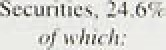 Securities, 24.6%
of which: